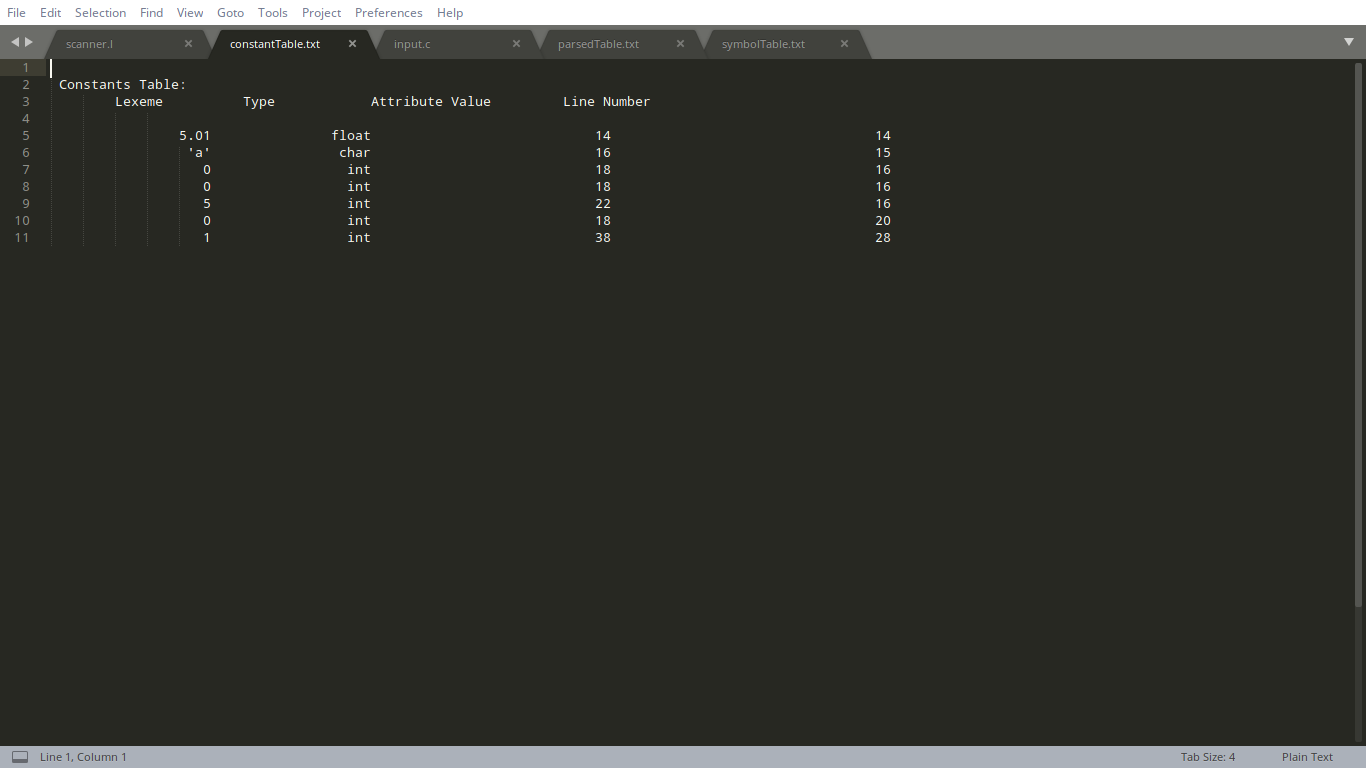 File Edit Selection Find View Goto Tools Project Preferences Help
scanner.l constantTable.txt input.c parsedTable.txt symbolTable.txt
1
2 Constants Table:
3 Lexeme Type Attribute Value Line Number
4
5 5.01 float 14 14
6 'a' char 16 15
7 0 int 18 16
8 0 int 18 16
9 5 int 22 16
10 0 int 18 20
11 1 int 38 28
Line 1, Column 1 Tab Size: 4 Plain Text